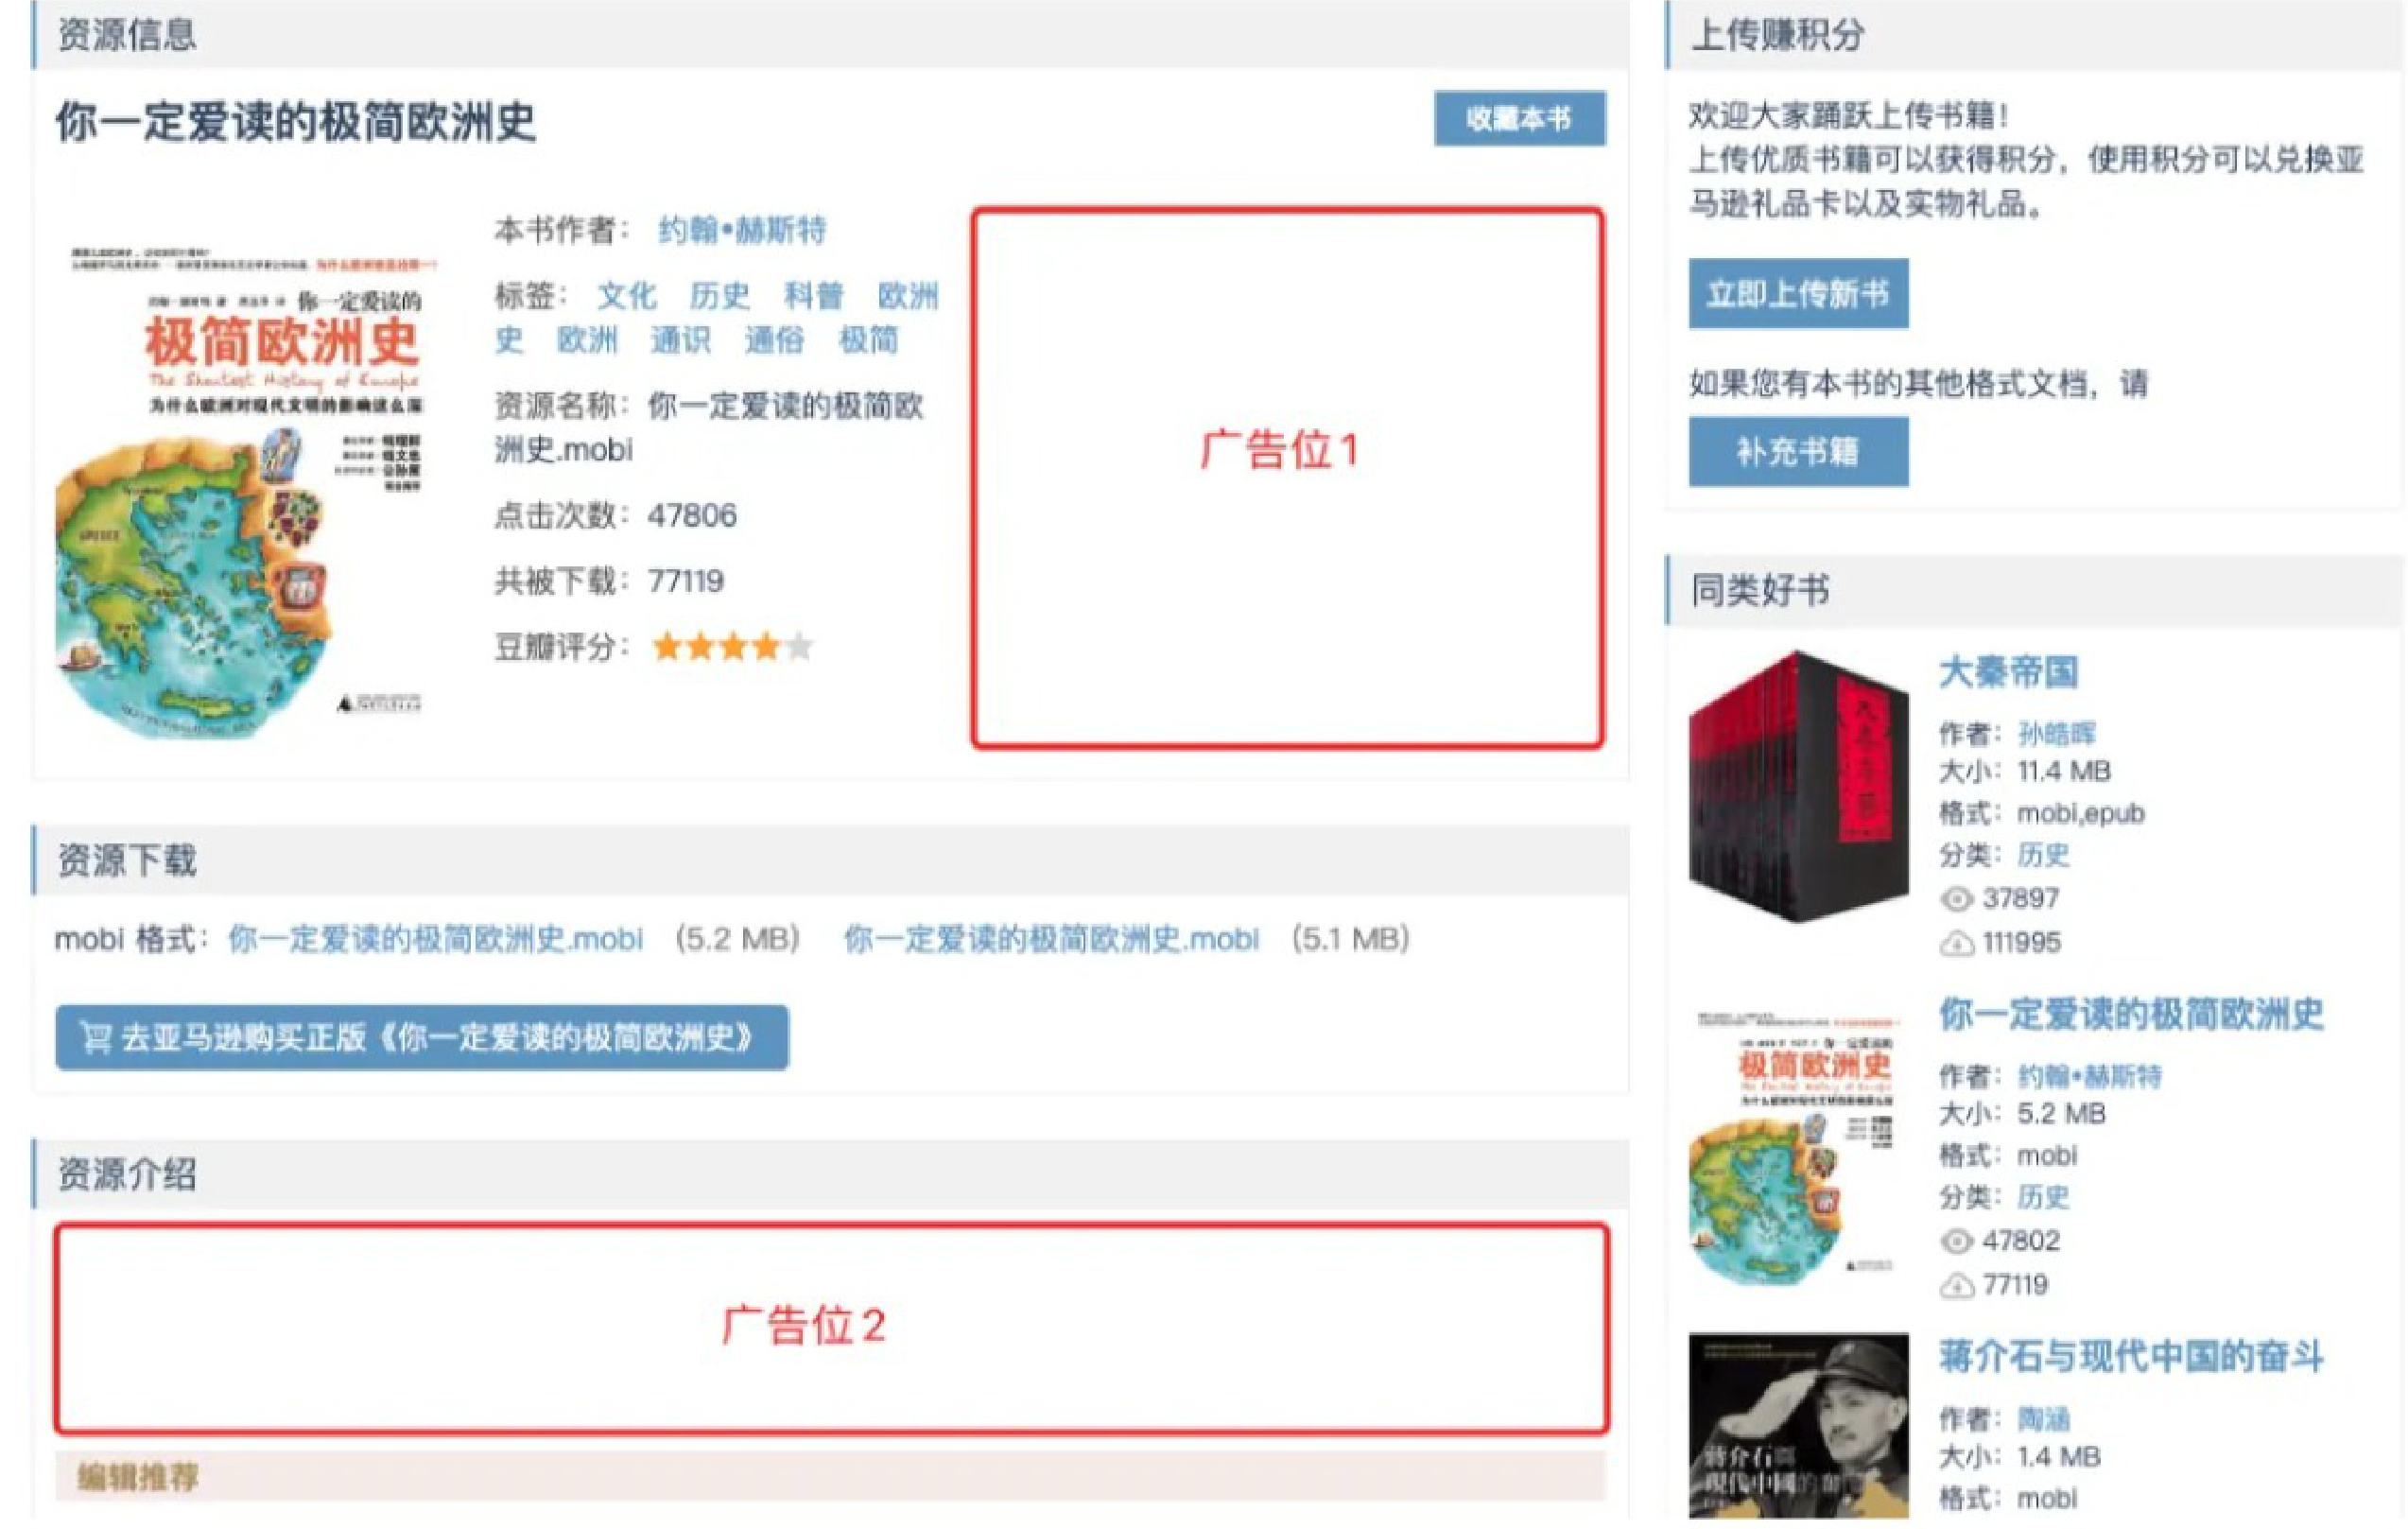 资源信息
你一定爱读的极简欧洲史
收藏本书
你一定爱读的
极简欧洲史
The Shortest History of Europe
为什么欧洲对现代文明的影响这么深
GREECE
本书作者： 约翰•赫斯特
标签： 文化 历史 科普 欧洲
史 欧洲 通识 通俗 极简
资源名称： 你一定爱读的极简欧
洲史.mobi
点击次数： 47806
共被下载： 77119
豆瓣评分：
广告位1
资源下载
mobi 格式： 你一定爱读的极简欧洲史.mobi （5.2 MB） 你一定爱读的极简欧洲史.mobi （5.1 MB）
去亚马逊购买正版《你一定爱读的极简欧洲史》
资源介绍
广告位2
编辑推荐
上传赚积分
欢迎大家踊跃上传书籍！
上传优质书籍可以获得积分，使用积分可以兑换亚
马逊礼品卡以及实物礼品。
立即上传新书
如果您有本书的其他格式文档，请
补充书籍
同类好书
大秦帝国
作者： 孙皓晖
大小： 11.4 MB
格式： mobi,epub
分类： 历史
37897
111995
你一定爱读的极简欧洲史
极简欧洲史
作者： 约翰•赫斯特
大小： 5.2 MB
格式： mobi
分类： 历史
47802
77119
蒋介石与现代中国的奋斗
作者： 陶涵
大小： 1.4 MB
格式： mobi